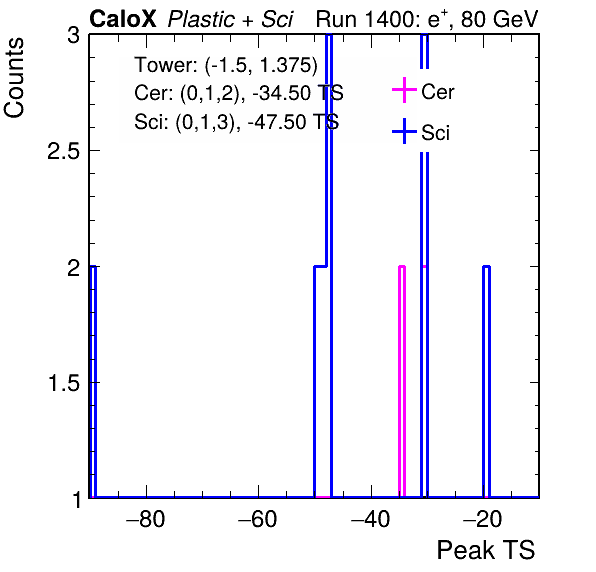 CaloX Plastic + Sci Run 1400: e⁺, 80 GeV
Counts
3
2.5
2
1.5
1
Tower: (-1.5, 1.375)
Cer: (0,1,2), -34.50 TS
Sci: (0,1,3), -47.50 TS
Cer
Sci
−80 −60 −40 −20
Peak TS